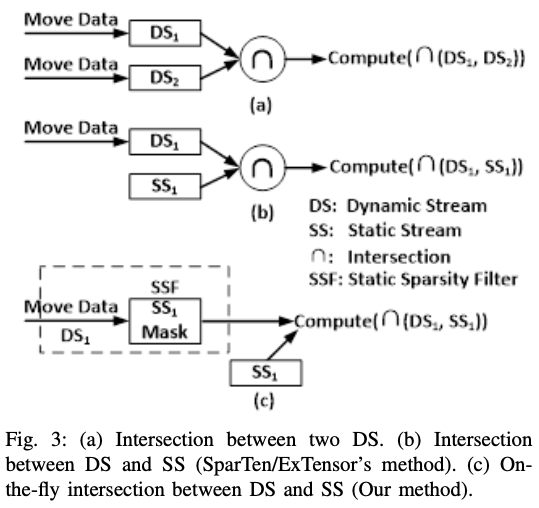 Move Data
DS₁
Move Data
DS₂
∩
Compute(∩(DS₁, DS₂))
(a)
Move Data
DS₁
SS₁
∩
Compute(∩(DS₁, SS₁))
(b)
DS: Dynamic Stream
SS: Static Stream
∩: Intersection
SSF: Static Sparsity Filter
SSF
Move Data
DS₁
SS₁
Mask
Compute(∩(DS₁, SS₁))
SS₁
(c)
Fig. 3: (a) Intersection between two DS. (b) Intersection
between DS and SS (SparTen/ExTensor's method). (c) On-
the-fly intersection between DS and SS (Our method).